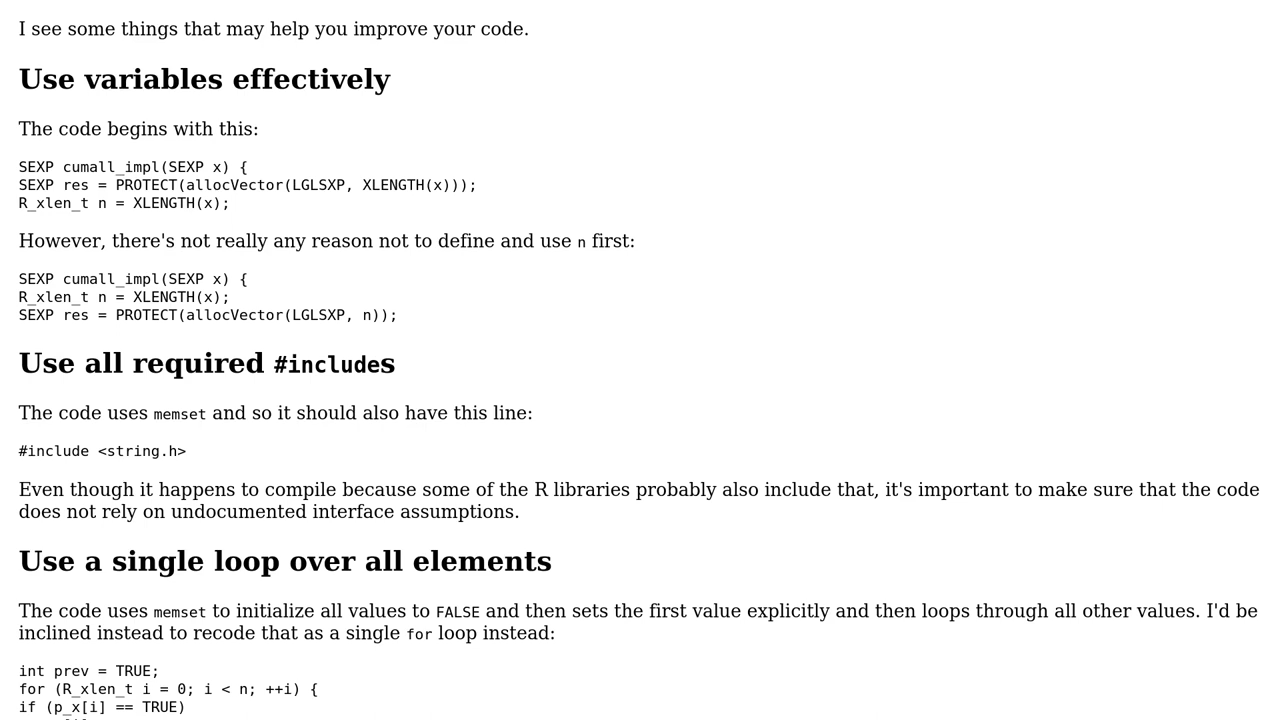 I see some things that may help you improve your code.
Use variables effectively
The code begins with this:
SEXP cumall_impl(SEXP x) {
SEXP res = PROTECT(allocVector(LGLSXP, XLENGTH(x)));
R_xlen_t n = XLENGTH(x);
However, there's not really any reason not to define and use n first:
SEXP cumall_impl(SEXP x) {
R_xlen_t n = XLENGTH(x);
SEXP res = PROTECT(allocVector(LGLSXP, n));
Use all required #includes
The code uses memset and so it should also have this line:
#include <string.h>
Even though it happens to compile because some of the R libraries probably also include that, it's important to make sure that the code
does not rely on undocumented interface assumptions.
Use a single loop over all elements
The code uses memset to initialize all values to FALSE and then sets the first value explicitly and then loops through all other values. I'd be
inclined instead to recode that as a single for loop instead:
int prev = TRUE;
for (R_xlen_t i = 0; i < n; ++i) {
if (p_x[i] == TRUE)